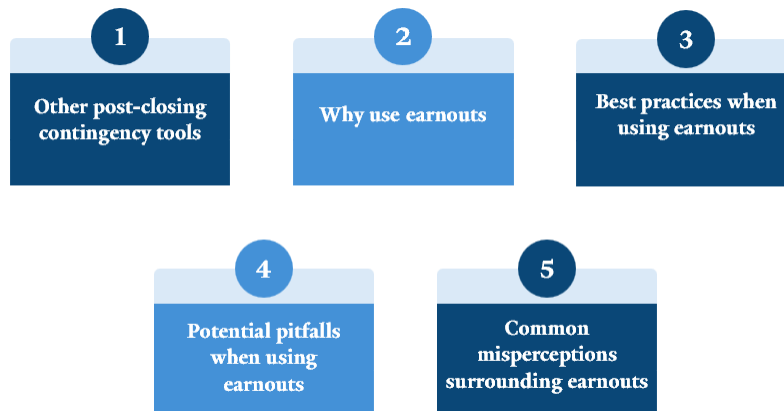 1
Other post-closing
contingency tools
2
Why use earnouts
3
Best practices when
using earnouts
4
Potential pitfalls
when using
earnouts
5
Common
misperceptions
surrounding earnouts